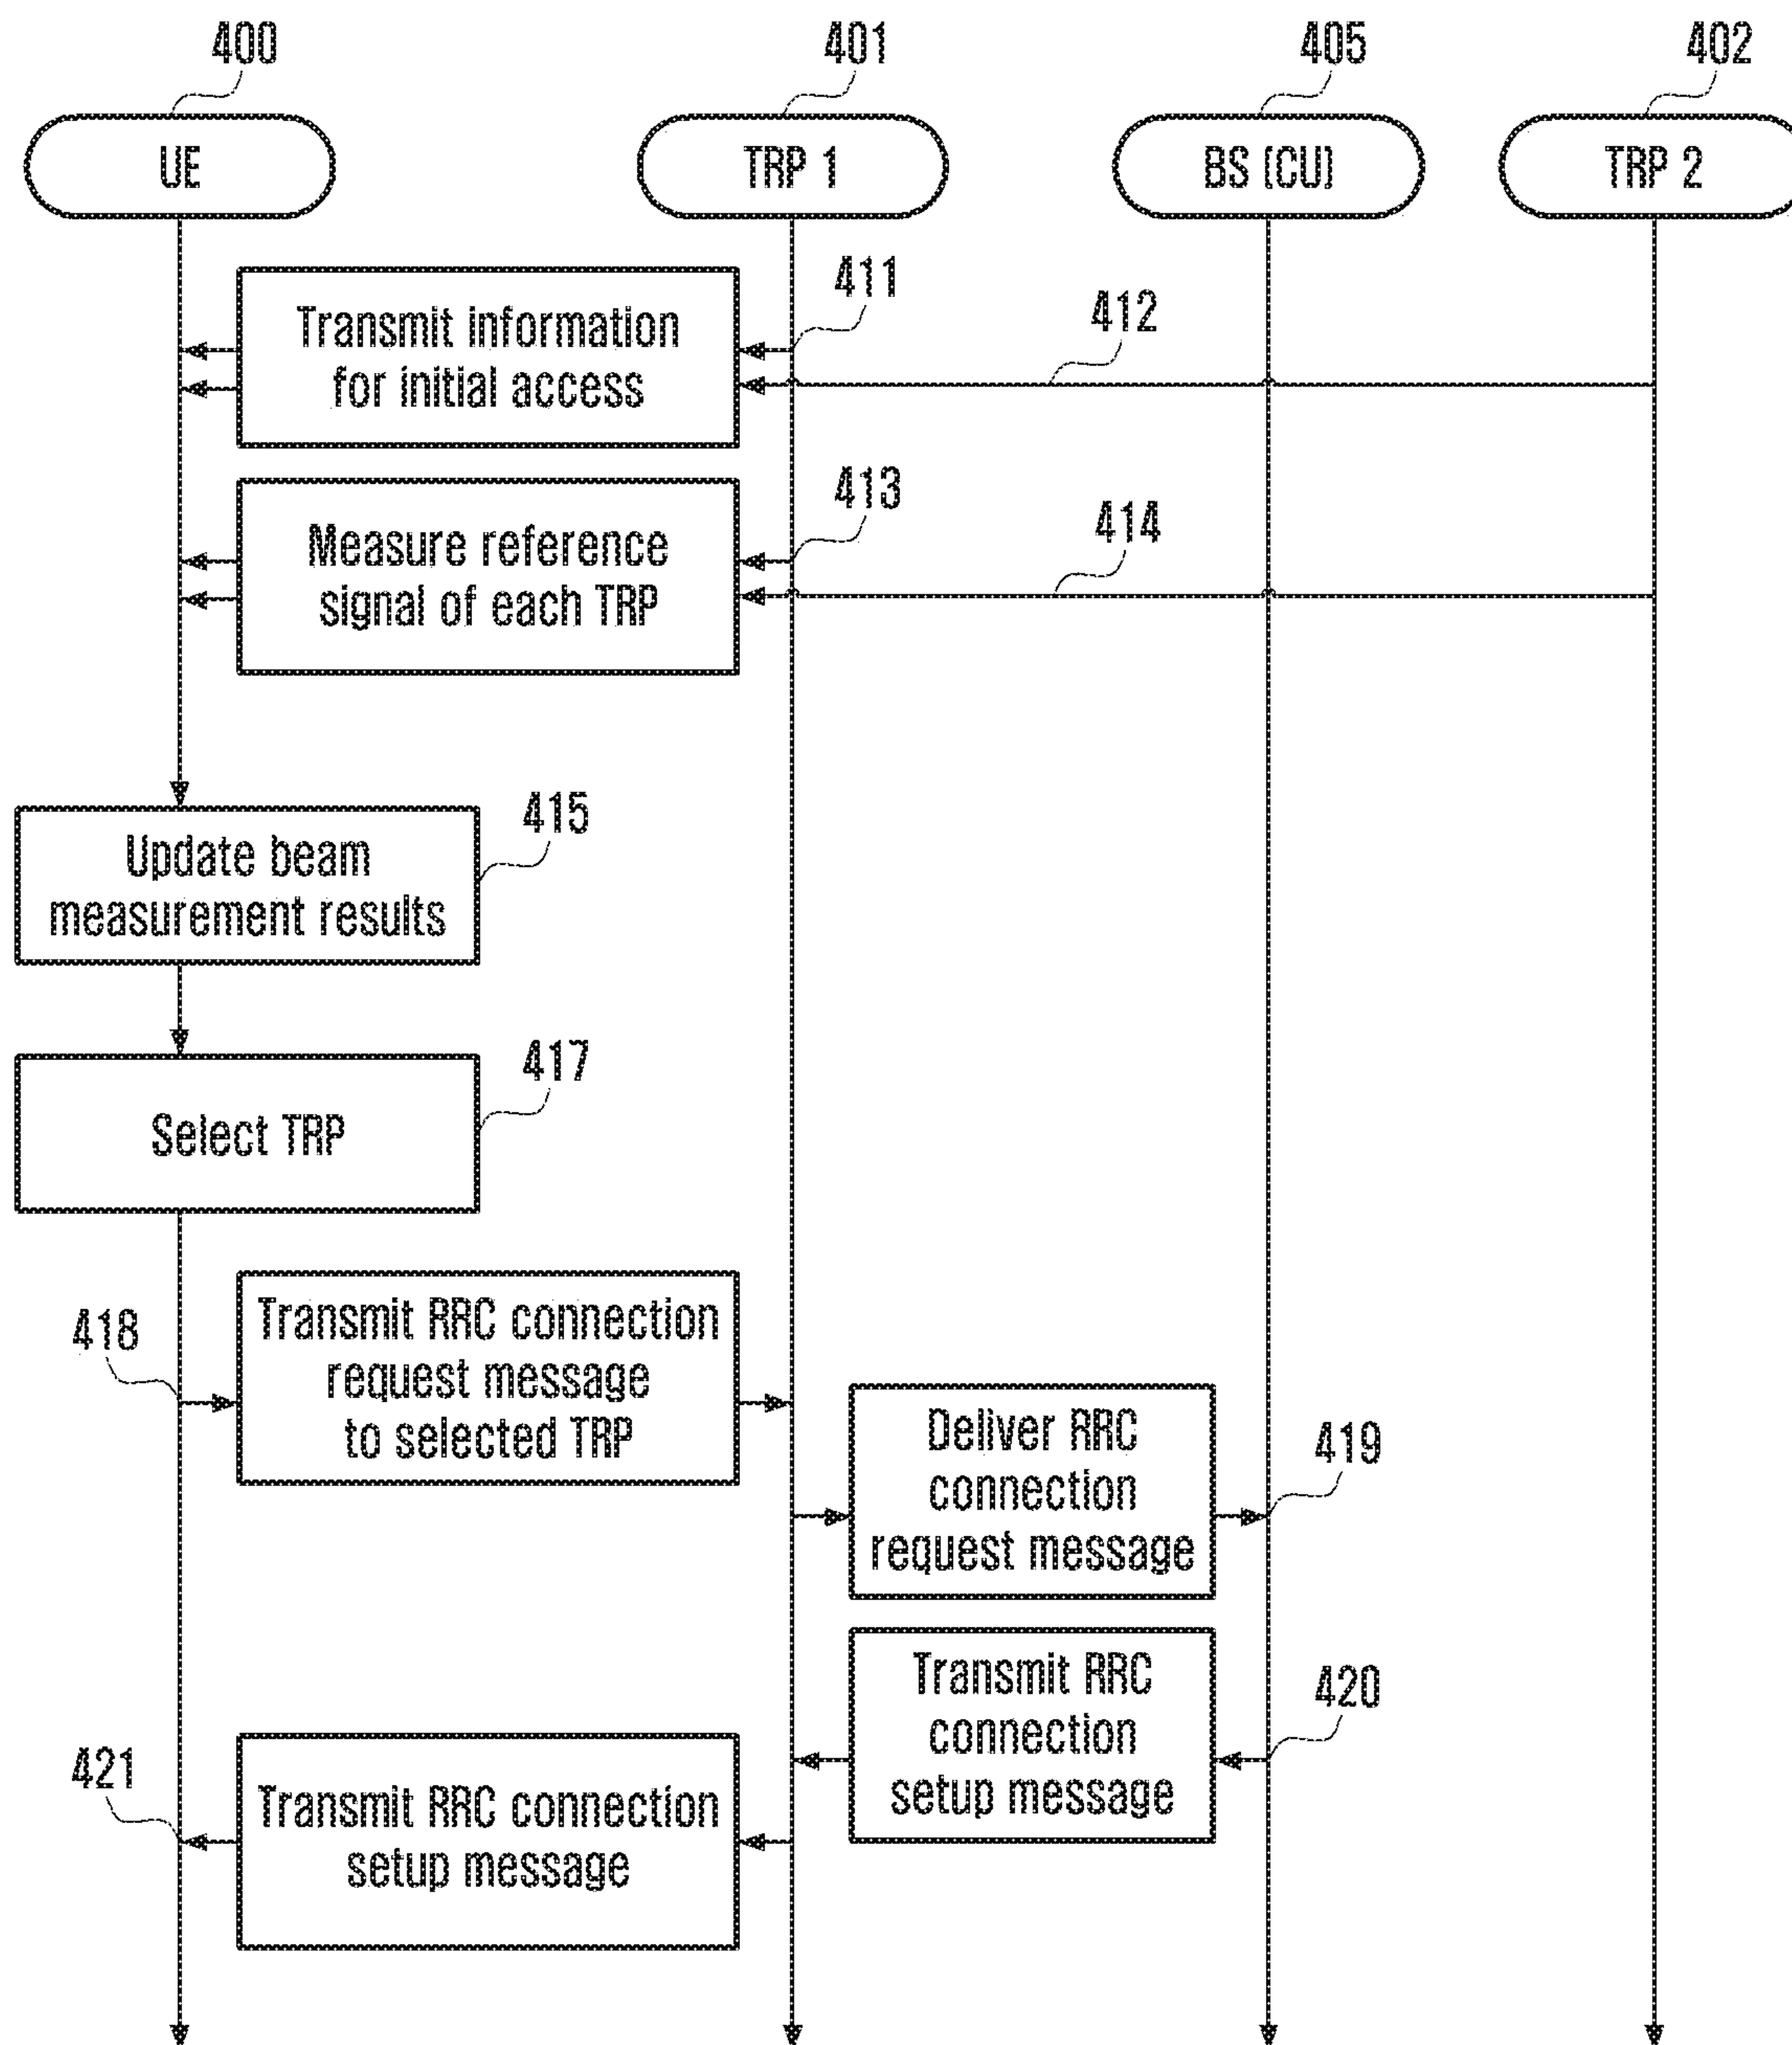 400
401
405
402
UE
TRP 1
BS (CU)
TRP 2
411
412
Transmit information
for initial access
413
414
Measure reference
signal of each TRP
415
Update beam
measurement results
417
Select TRP
418
Transmit RRC connection
request message
to selected TRP
Deliver RRC
connection
request message
419
Transmit RRC
connection
setup message
420
421
Transmit RRC connection
setup message